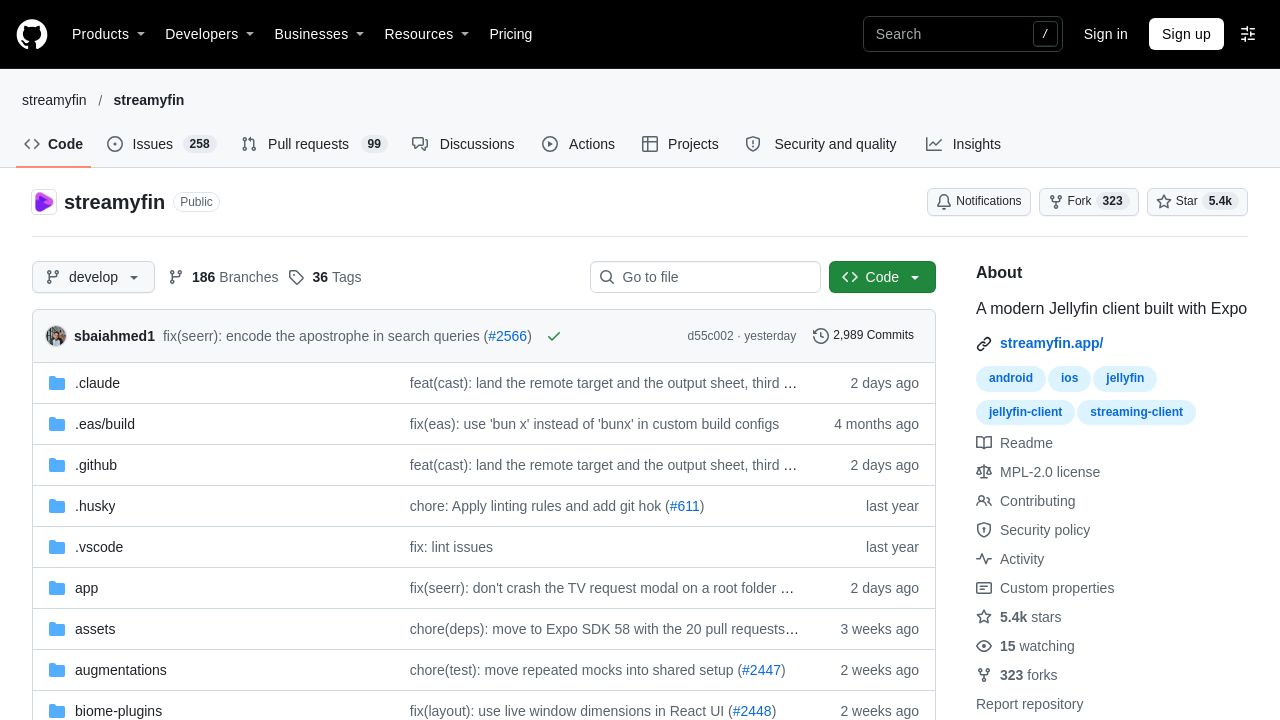 Products
Developers
Businesses
Resources
Pricing
Search
/
Sign in
Sign up
streamyfin / streamyfin
Code
Issues 258
Pull requests 99
Discussions
Actions
Projects
Security and quality
Insights
streamyfin Public
Notifications
Fork 323
Star 5.4k
develop
186 Branches
36 Tags
Go to file
Code
sbaiahmed1 fix(seerr): encode the apostrophe in search queries (#2566)
d55c002 · yesterday
2,989 Commits
.claude feat(cast): land the remote target and the output sheet, third … 2 days ago
.eas/build fix(eas): use 'bun x' instead of 'bunx' in custom build configs 4 months ago
.github feat(cast): land the remote target and the output sheet, third … 2 days ago
.husky chore: Apply linting rules and add git hok (#611) last year
.vscode fix: lint issues last year
app fix(seerr): don't crash the TV request modal on a root folder … 2 days ago
assets chore(deps): move to Expo SDK 58 with the 20 pull requests… 3 weeks ago
augmentations chore(test): move repeated mocks into shared setup (#2447) 2 weeks ago
biome-plugins fix(layout): use live window dimensions in React UI (#2448) 2 weeks ago
About
A modern Jellyfin client built with Expo
streamyfin.app/
android ios jellyfin
jellyfin-client streaming-client
Readme
MPL-2.0 license
Contributing
Security policy
Activity
Custom properties
5.4k stars
15 watching
323 forks
Report repository